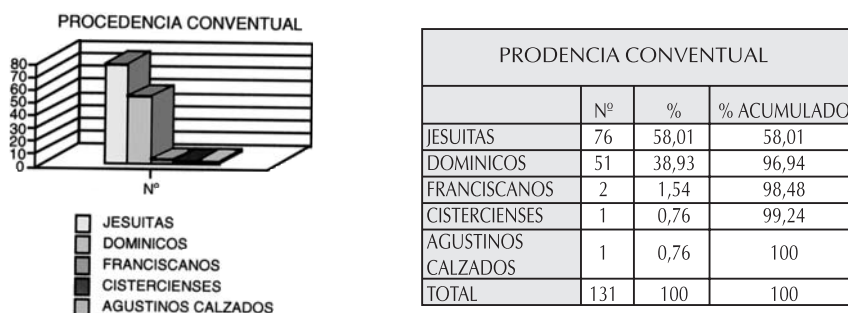 PROCEDENCIA CONVENTUAL
80
70
60
50
40
30
20
10
0
Nº
JESUITAS
DOMINICOS
FRANCISCANOS
CISTERCIENSES
AGUSTINOS CALZADOS
PRODENCIA CONVENTUAL
Nº % % ACUMULADO
JESUITAS 76 58,01 58,01
DOMINICOS 51 38,93 96,94
FRANCISCANOS 2 1,54 98,48
CISTERCIENSES 1 0,76 99,24
AGUSTINOS
CALZADOS 1 0,76 100
TOTAL 131 100 100